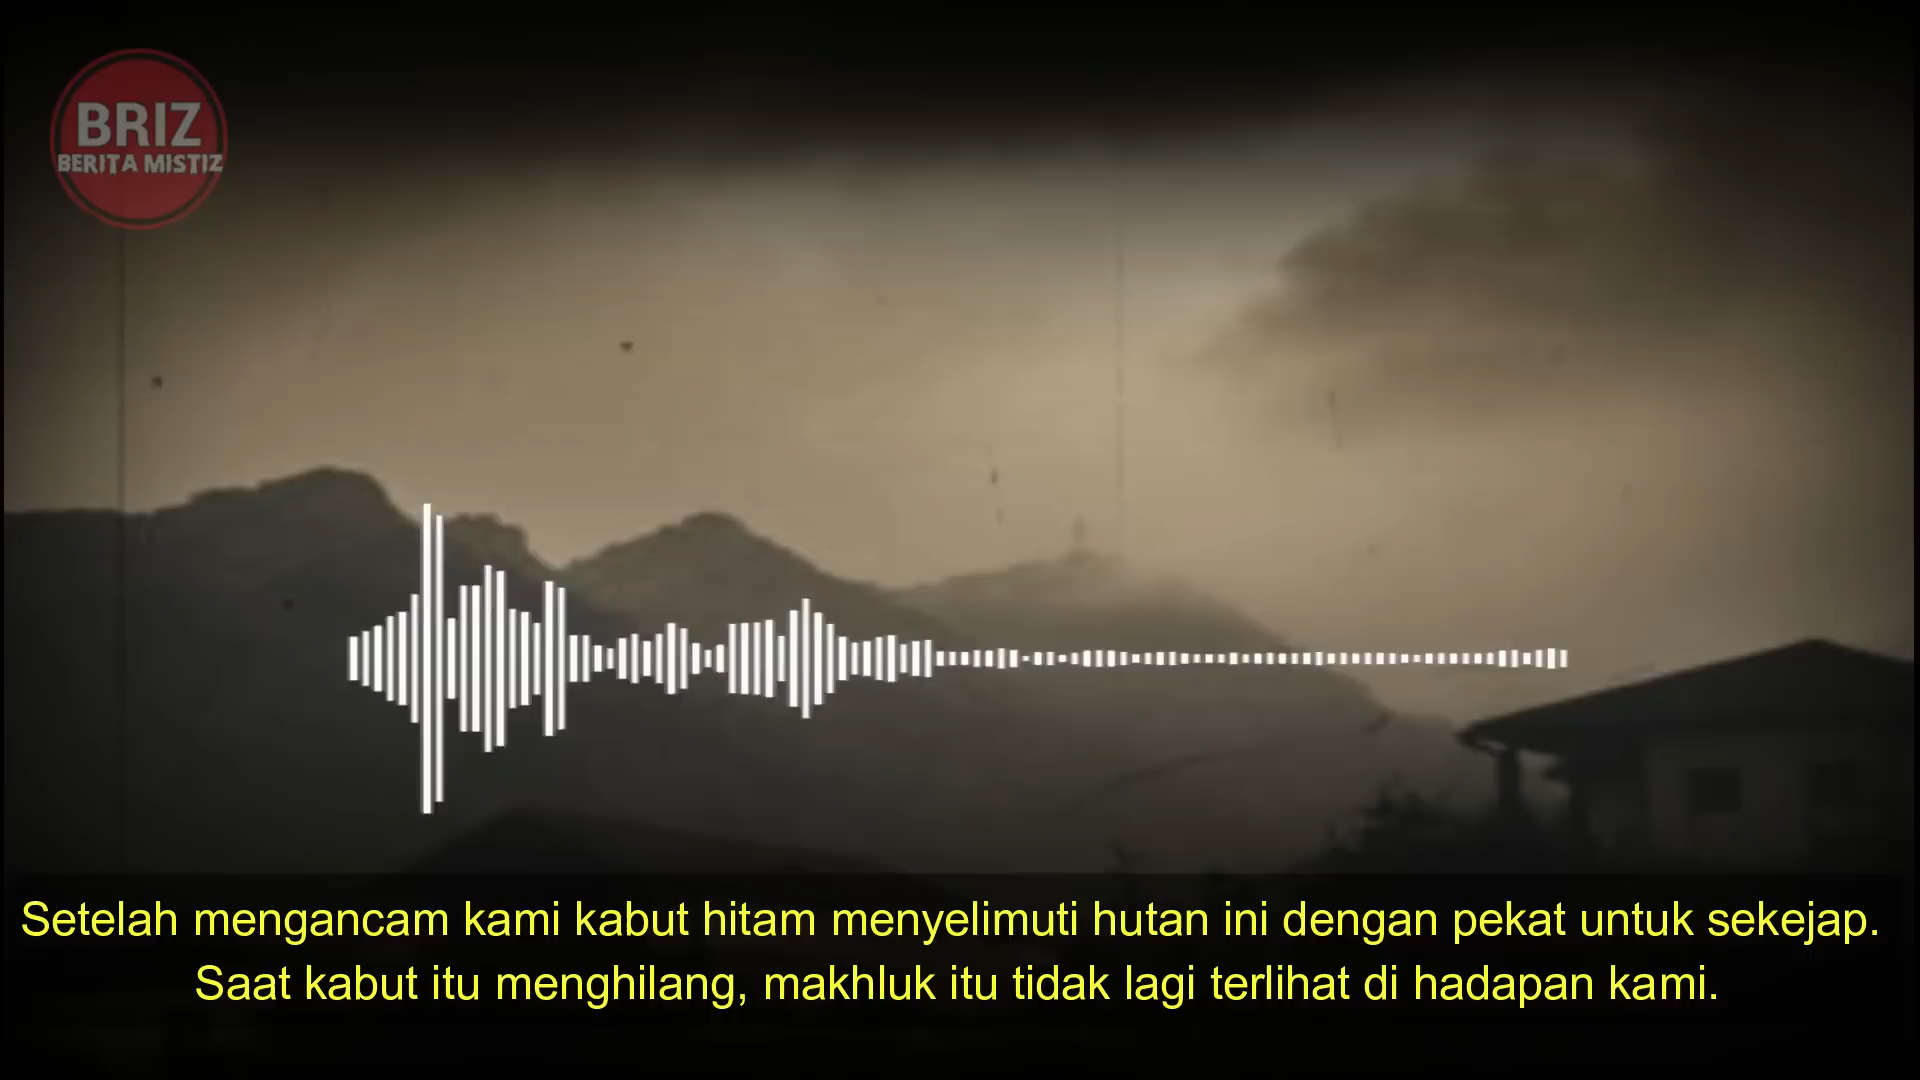 BRIZ
BERITA MISTIZ
Setelah mengancam kami kabut hitam menyelimuti hutan ini dengan pekat untuk sekejap.
Saat kabut itu menghilang, makhluk itu tidak lagi terlihat di hadapan kami.